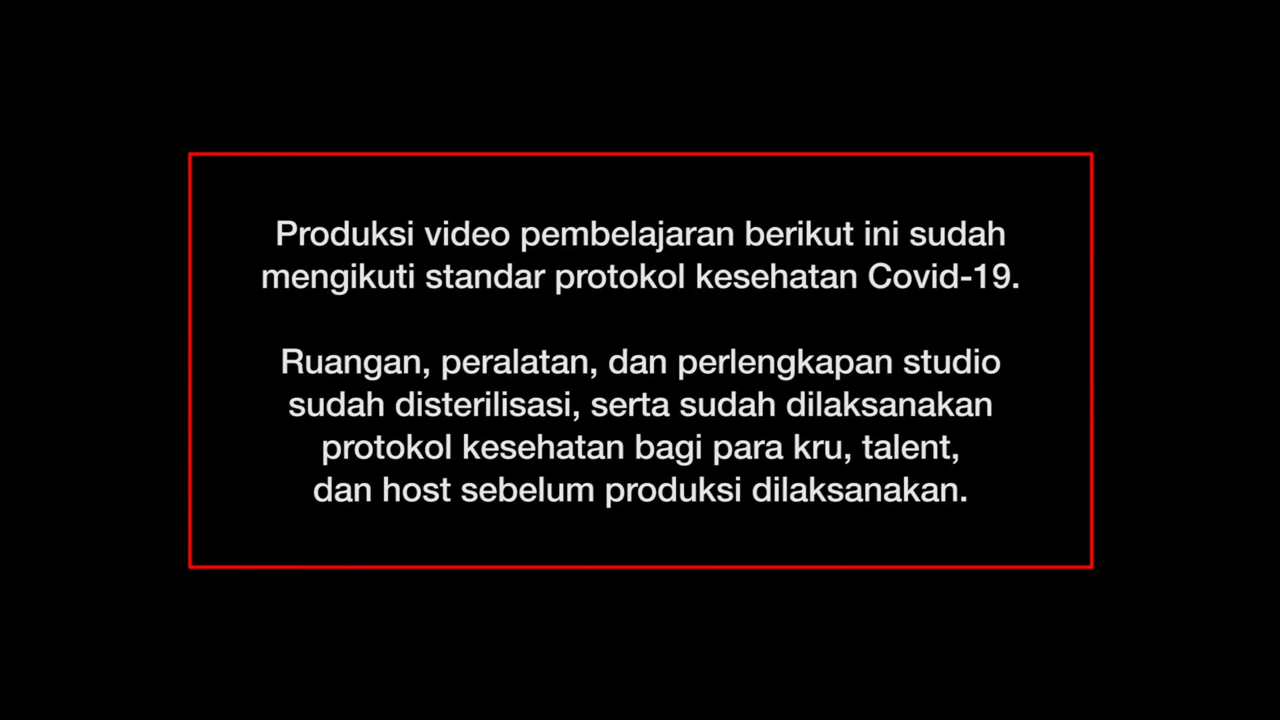 Produksi video pembelajaran berikut ini sudah
mengikuti standar protokol kesehatan Covid-19.
Ruangan, peralatan, dan perlengkapan studio
sudah disterilisasi, serta sudah dilaksanakan
protokol kesehatan bagi para kru, talent,
dan host sebelum produksi dilaksanakan.